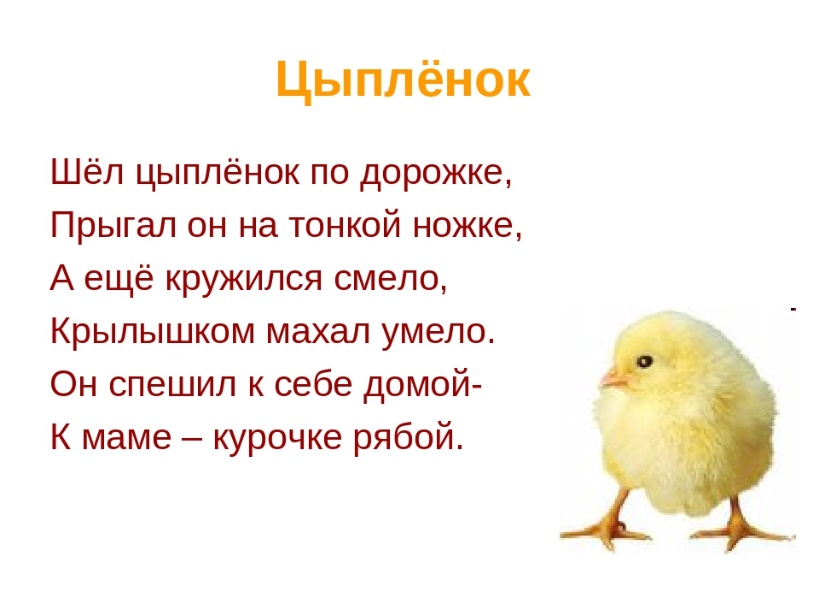 Цыплёнок
Шёл цыплёнок по дорожке,
Прыгал он на тонкой ножке,
А ещё кружился смело,
Крылышком махал умело.
Он спешил к себе домой-
К маме – курочке рябой.